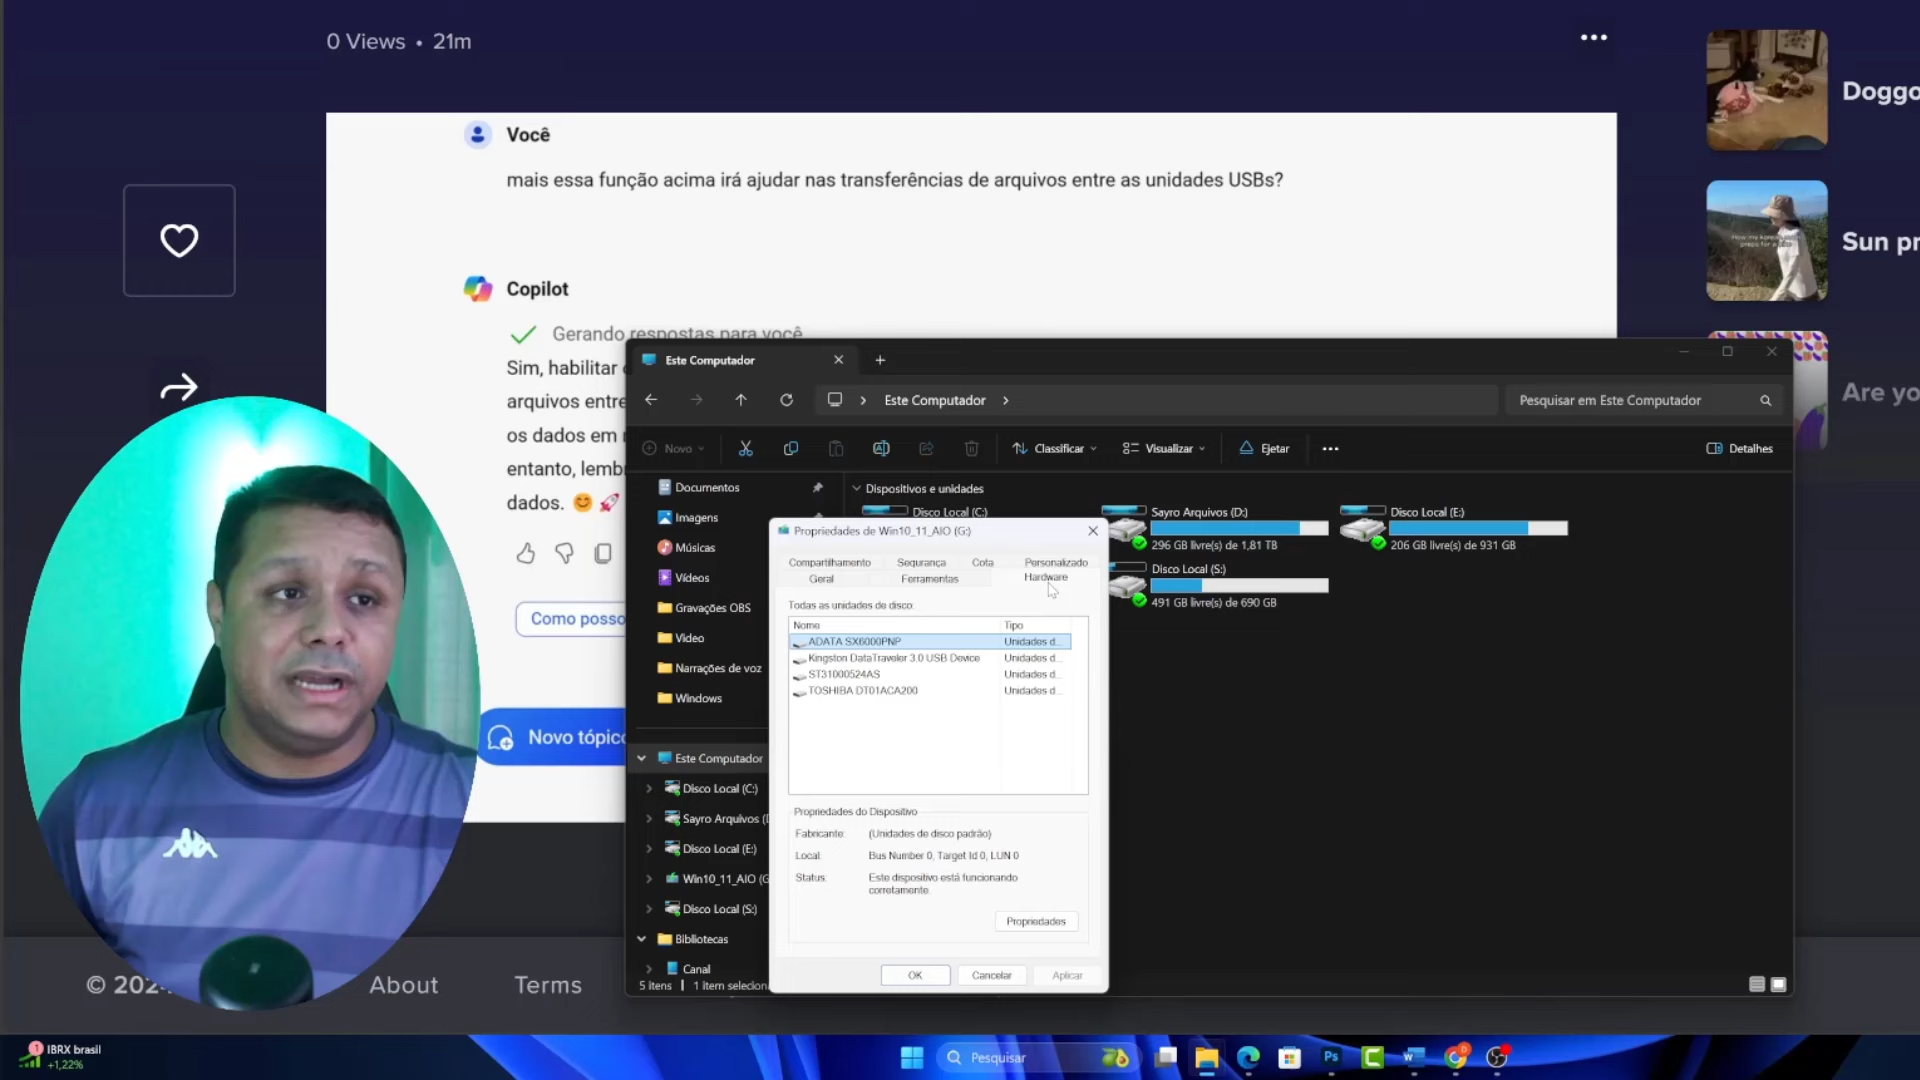 0 Views • 21m
Doggo
Você
mais essa função acima irá ajudar nas transferências de arquivos entre as unidades USBs?
Sun pr
Copilot
Gerando respostas para você
Sim, habilitar
arquivos entre
os dados em
entanto, lemb
dados. 😊 🚀
Como posso
Novo tópico
Are yo
Este Computador
Este Computador
Pesquisar em Este Computador
Novo
Classificar
Visualizar
Ejetar
Detalhes
Documentos
Imagens
Músicas
Vídeos
Gravações OBS
Video
Narrações de voz
Windows
Este Computador
Disco Local (C:)
Sayro Arquivos (
Disco Local (E:)
Win10_11_AIO (G
Disco Local (S:)
Bibliotecas
Canal
5 itens | 1 item selecion
Dispositivos e unidades
Disco Local (C:)
Sayro Arquivos (D:)
296 GB livre(s) de 1,81 TB
Disco Local (E:)
206 GB livre(s) de 931 GB
Disco Local (S:)
491 GB livre(s) de 690 GB
Propriedades de Win10_11_AIO (G:)
Compartilhamento Segurança Cota Personalizado
Geral Ferramentas Hardware
Todas as unidades de disco:
Nome Tipo
ADATA SX6000PNP Unidades d...
Kingston DataTraveler 3.0 USB Device Unidades d...
ST31000524AS Unidades d...
TOSHIBA DT01ACA200 Unidades d...
Propriedades do Dispositivo
Fabricante: (Unidades de disco padrão)
Local: Bus Number 0, Target Id 0, LUN 0
Status: Este dispositivo está funcionando
corretamente.
Propriedades
OK Cancelar Aplicar
© 202 About Terms
1 IBRX brasil
+1,22%
Pesquisar
Ps